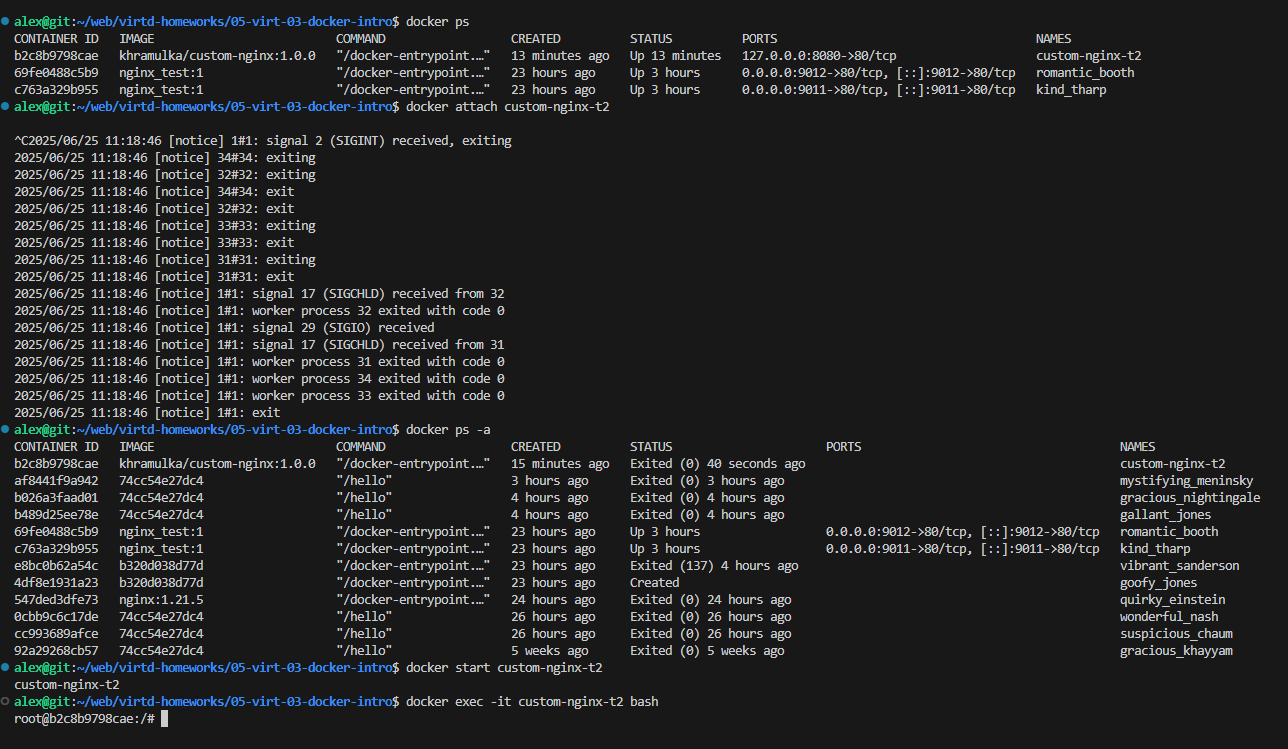 alex@git:~/web/virtd-homeworks/05-virt-03-docker-intro$ docker ps
CONTAINER ID   IMAGE                          COMMAND                  CREATED          STATUS          PORTS                                     NAMES
b2c8b9798cae   khramulka/custom-nginx:1.0.0   "/docker-entrypoint.…"   13 minutes ago   Up 13 minutes   127.0.0.0:8080->80/tcp                    custom-nginx-t2
69fe0488c5b9   nginx_test:1                   "/docker-entrypoint.…"   23 hours ago     Up 3 hours      0.0.0.0:9012->80/tcp, [::]:9012->80/tcp   romantic_booth
c763a329b955   nginx_test:1                   "/docker-entrypoint.…"   23 hours ago     Up 3 hours      0.0.0.0:9011->80/tcp, [::]:9011->80/tcp   kind_tharp
alex@git:~/web/virtd-homeworks/05-virt-03-docker-intro$ docker attach custom-nginx-t2
^C2025/06/25 11:18:46 [notice] 1#1: signal 2 (SIGINT) received, exiting
2025/06/25 11:18:46 [notice] 34#34: exiting
2025/06/25 11:18:46 [notice] 32#32: exiting
2025/06/25 11:18:46 [notice] 34#34: exit
2025/06/25 11:18:46 [notice] 32#32: exit
2025/06/25 11:18:46 [notice] 33#33: exiting
2025/06/25 11:18:46 [notice] 33#33: exit
2025/06/25 11:18:46 [notice] 31#31: exiting
2025/06/25 11:18:46 [notice] 31#31: exit
2025/06/25 11:18:46 [notice] 1#1: signal 17 (SIGCHLD) received from 32
2025/06/25 11:18:46 [notice] 1#1: worker process 32 exited with code 0
2025/06/25 11:18:46 [notice] 1#1: signal 29 (SIGIO) received
2025/06/25 11:18:46 [notice] 1#1: signal 17 (SIGCHLD) received from 31
2025/06/25 11:18:46 [notice] 1#1: worker process 31 exited with code 0
2025/06/25 11:18:46 [notice] 1#1: worker process 34 exited with code 0
2025/06/25 11:18:46 [notice] 1#1: worker process 33 exited with code 0
2025/06/25 11:18:46 [notice] 1#1: exit
alex@git:~/web/virtd-homeworks/05-virt-03-docker-intro$ docker ps -a
CONTAINER ID   IMAGE                          COMMAND                  CREATED          STATUS                      PORTS                                     NAMES
b2c8b9798cae   khramulka/custom-nginx:1.0.0   "/docker-entrypoint.…"   15 minutes ago   Exited (0) 40 seconds ago                                             custom-nginx-t2
af8441f9a942   74cc54e27dc4                   "/hello"                 3 hours ago      Exited (0) 3 hours ago                                                mystifying_meninsky
b026a3faad01   74cc54e27dc4                   "/hello"                 4 hours ago      Exited (0) 4 hours ago                                                gracious_nightingale
b489d25ee78e   74cc54e27dc4                   "/hello"                 4 hours ago      Exited (0) 4 hours ago                                                gallant_jones
69fe0488c5b9   nginx_test:1                   "/docker-entrypoint.…"   23 hours ago     Up 3 hours                  0.0.0.0:9012->80/tcp, [::]:9012->80/tcp   romantic_booth
c763a329b955   nginx_test:1                   "/docker-entrypoint.…"   23 hours ago     Up 3 hours                  0.0.0.0:9011->80/tcp, [::]:9011->80/tcp   kind_tharp
e8bc0b62a54c   b320d038d77d                   "/docker-entrypoint.…"   23 hours ago     Exited (137) 4 hours ago                                              vibrant_sanderson
4df8e1931a23   b320d038d77d                   "/docker-entrypoint.…"   23 hours ago     Created                                                               goofy_jones
547ded3dfe73   nginx:1.21.5                   "/docker-entrypoint.…"   24 hours ago     Exited (0) 24 hours ago                                               quirky_einstein
0cbb9c6c17de   74cc54e27dc4                   "/hello"                 26 hours ago     Exited (0) 26 hours ago                                               wonderful_nash
cc993689afce   74cc54e27dc4                   "/hello"                 26 hours ago     Exited (0) 26 hours ago                                               suspicious_chaum
92a29268cb57   74cc54e27dc4                   "/hello"                 5 weeks ago      Exited (0) 5 weeks ago                                                gracious_khayyam
alex@git:~/web/virtd-homeworks/05-virt-03-docker-intro$ docker start custom-nginx-t2
custom-nginx-t2
alex@git:~/web/virtd-homeworks/05-virt-03-docker-intro$ docker exec -it custom-nginx-t2 bash
root@b2c8b9798cae:/#